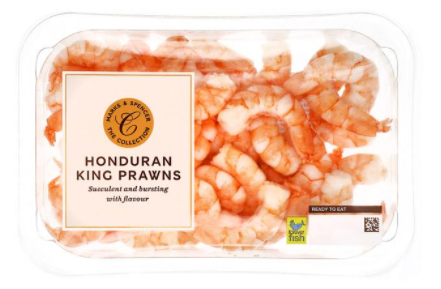 MARKS & SPENCER
THE COLLECTION
HONDURAN
KING PRAWNS
Succulent and bursting
with flavour
READY TO EAT
fish